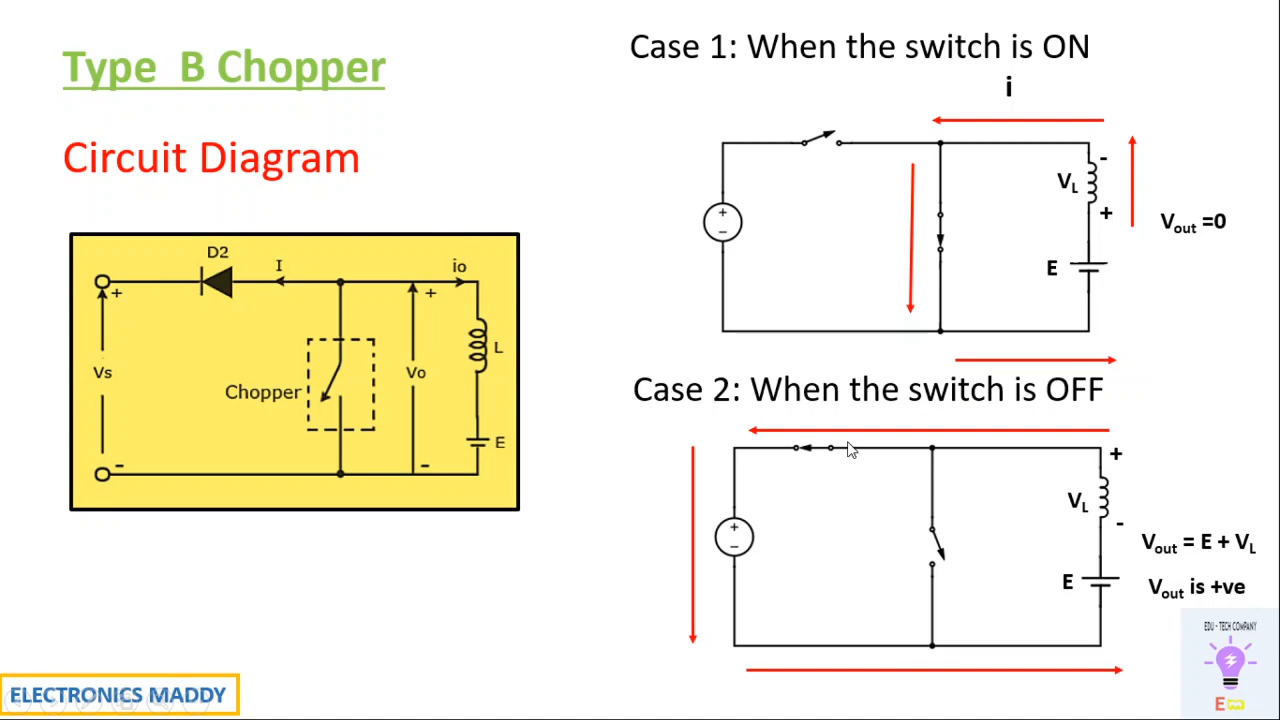 Type B Chopper
Circuit Diagram
D2
I
io
+
+
Vs
Chopper
Vo
L
E
-
-
Case 1: When the switch is ON
i
+
−
VL
-
+
E
Vout =0
Case 2: When the switch is OFF
+
−
+
VL
-
E
Vout = E + VL
Vout is +ve
EDU - TECH COMPANY
Em
ELECTRONICS MADDY